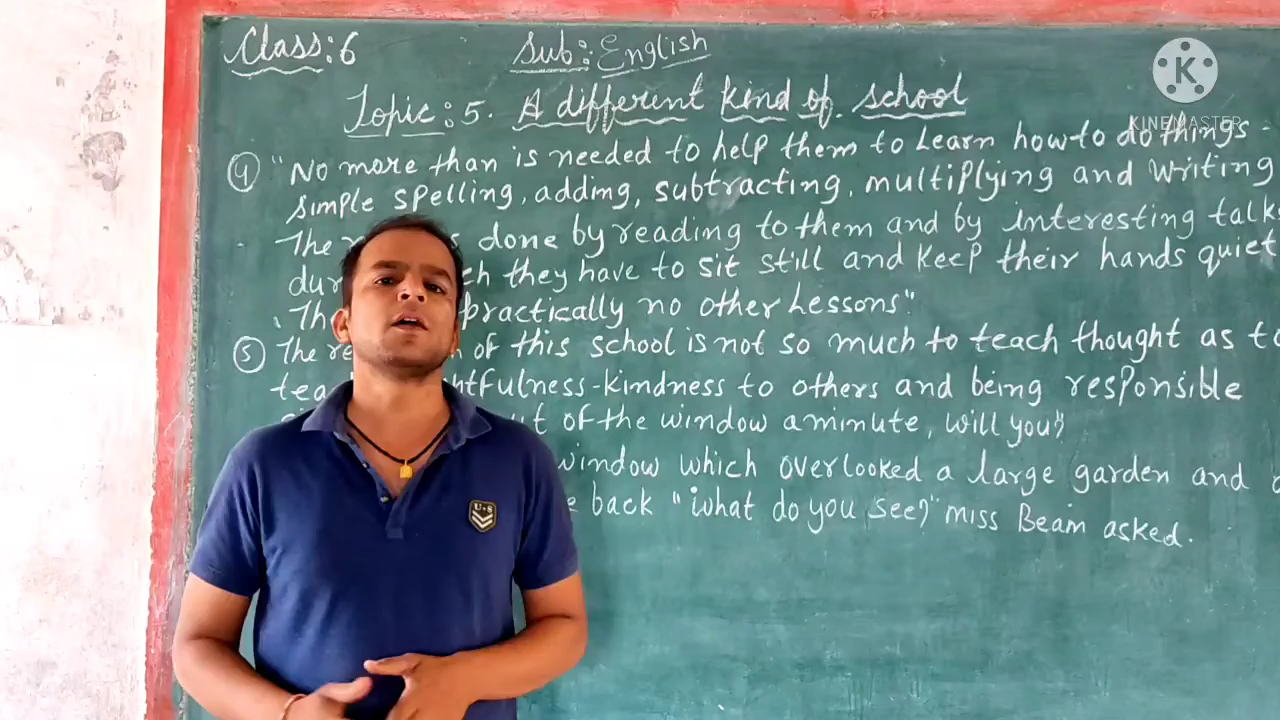 Class:6 Sub: English
Topic:5. A different kind of school
④ "No more than is needed to help them to Learn how to do things -
simple spelling, adding, subtracting, multiplying and writing
The done by reading to them and by interesting talk
they have to sit still and keep their hands quiet
practically no other Lessons"
⑤ The of this school is not so much to teach thought as to
kindness to others and being responsible
of the window a minute, will you?
window which overlooked a large garden and
back "what do you see?" miss Beam asked.
U.S
K
KINEMASTER